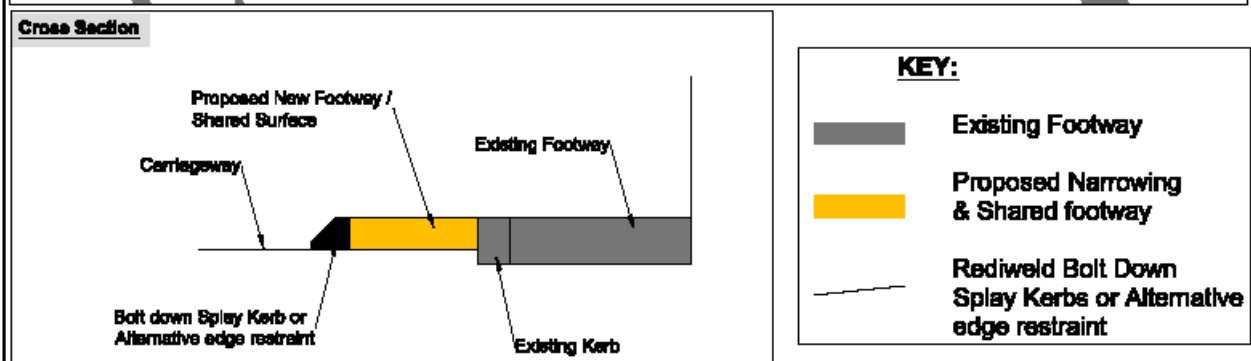 Cross Section
Proposed New Footway /
Shared Surface
Existing Footway
Carriageway
Bolt down Splay Kerb or
Alternative edge restraint
Existing Kerb
KEY:
Existing Footway
Proposed Narrowing
& Shared footway
Rediweld Bolt Down
Splay Kerbs or Alternative
edge restraint